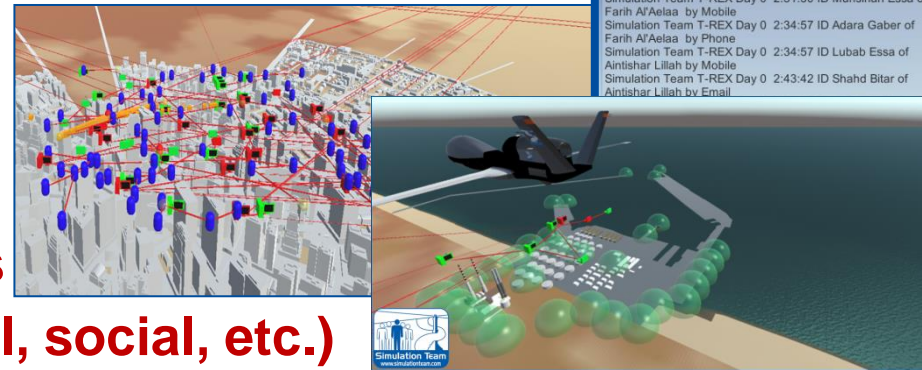 Farih Al'Aelaa by Mobile
Simulation Team T-REX Day 0 2:34:57 ID Adara Gaber of
Farih Al'Aelaa by Phone
Simulation Team T-REX Day 0 2:34:57 ID Lubab Essa of
Aintishar Lillah by Mobile
Simulation Team T-REX Day 0 2:43:42 ID Shahd Bitar of
Aintishar Lillah by Email
s
l, social, etc.)
Simulation Team
www.simulationteam.com